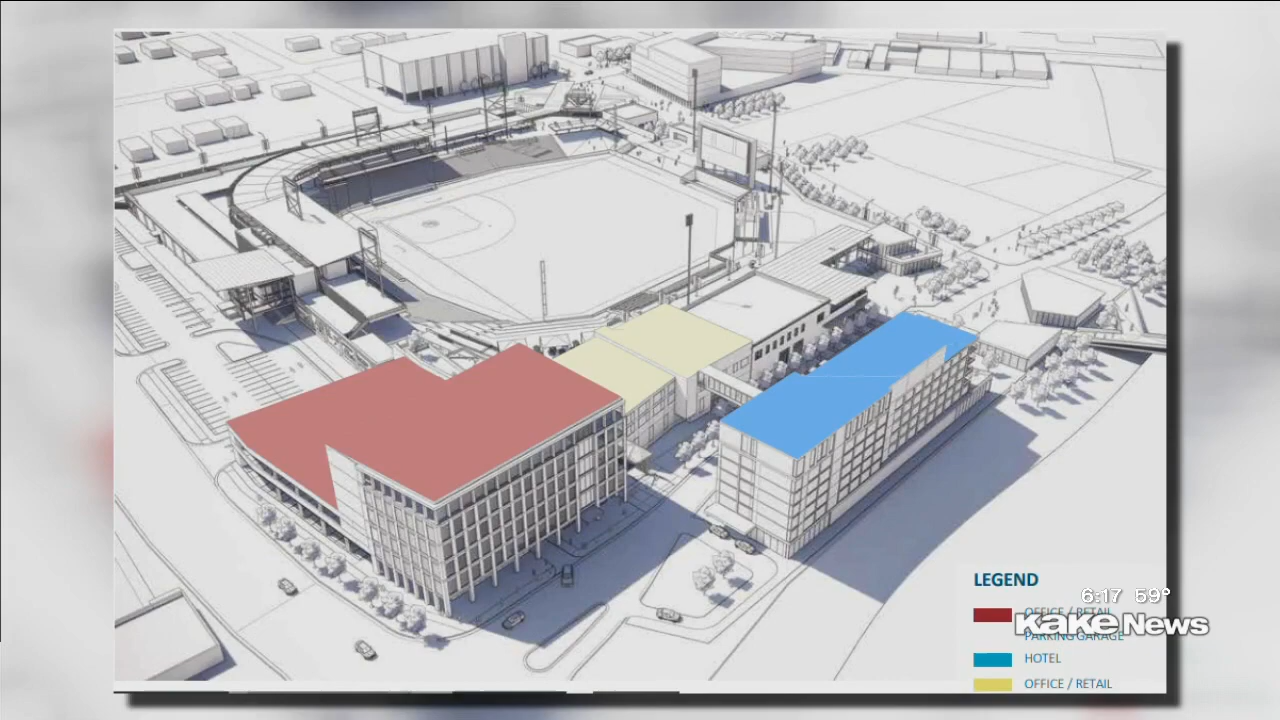 LEGEND
6:17 59°
OFFICE / RETAIL
KAKE News
PARKING GARAGE
HOTEL
OFFICE / RETAIL